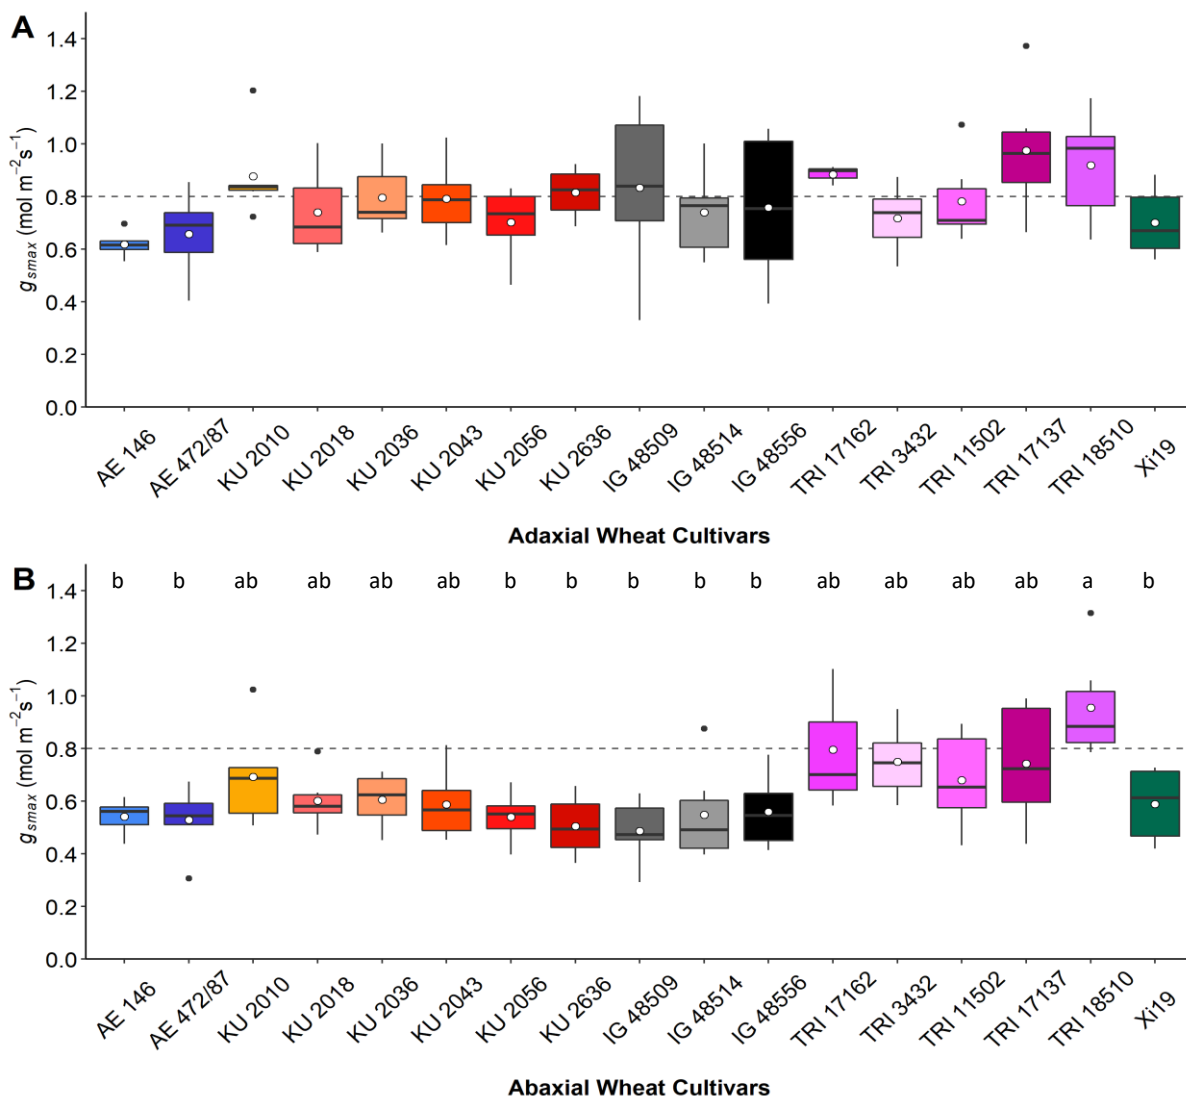 A
g_smax (mol m⁻²s⁻¹)
1.4
1.2
1.0
0.8
0.6
0.4
0.2
0.0
AE 146
AE 472/87
KU 2010
KU 2018
KU 2036
KU 2043
KU 2056
KU 2636
IG 48509
IG 48514
IG 48556
TRI 17162
TRI 3432
TRI 11502
TRI 17137
TRI 18510
Xi19
Adaxial Wheat Cultivars
B
b b ab ab ab ab b b b b b ab ab ab ab a b
g_smax (mol m⁻²s⁻¹)
1.4
1.2
1.0
0.8
0.6
0.4
0.2
0.0
AE 146
AE 472/87
KU 2010
KU 2018
KU 2036
KU 2043
KU 2056
KU 2636
IG 48509
IG 48514
IG 48556
TRI 17162
TRI 3432
TRI 11502
TRI 17137
TRI 18510
Xi19
Abaxial Wheat Cultivars